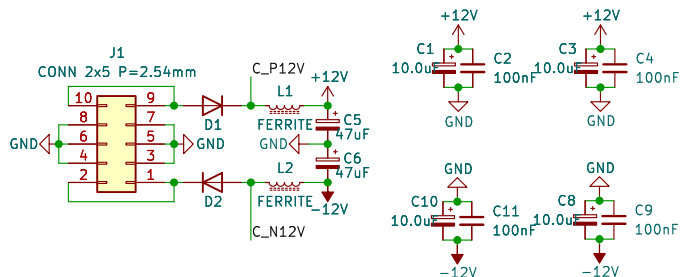 J1
CONN 2x5 P=2.54mm
10 9
8 7
6 5
4 3
2 1
GND
GND
D1
D2
C_P12V
C_N12V
L1
FERRITE
L2
FERRITE
+12V
C5
47uF
GND
C6
47uF
-12V
+12V
C1
10.0uF
C2
100nF
GND
+12V
C3
10.0uF
C4
100nF
GND
GND
C10
10.0uF
C11
100nF
-12V
GND
C8
10.0uF
C9
100nF
-12V